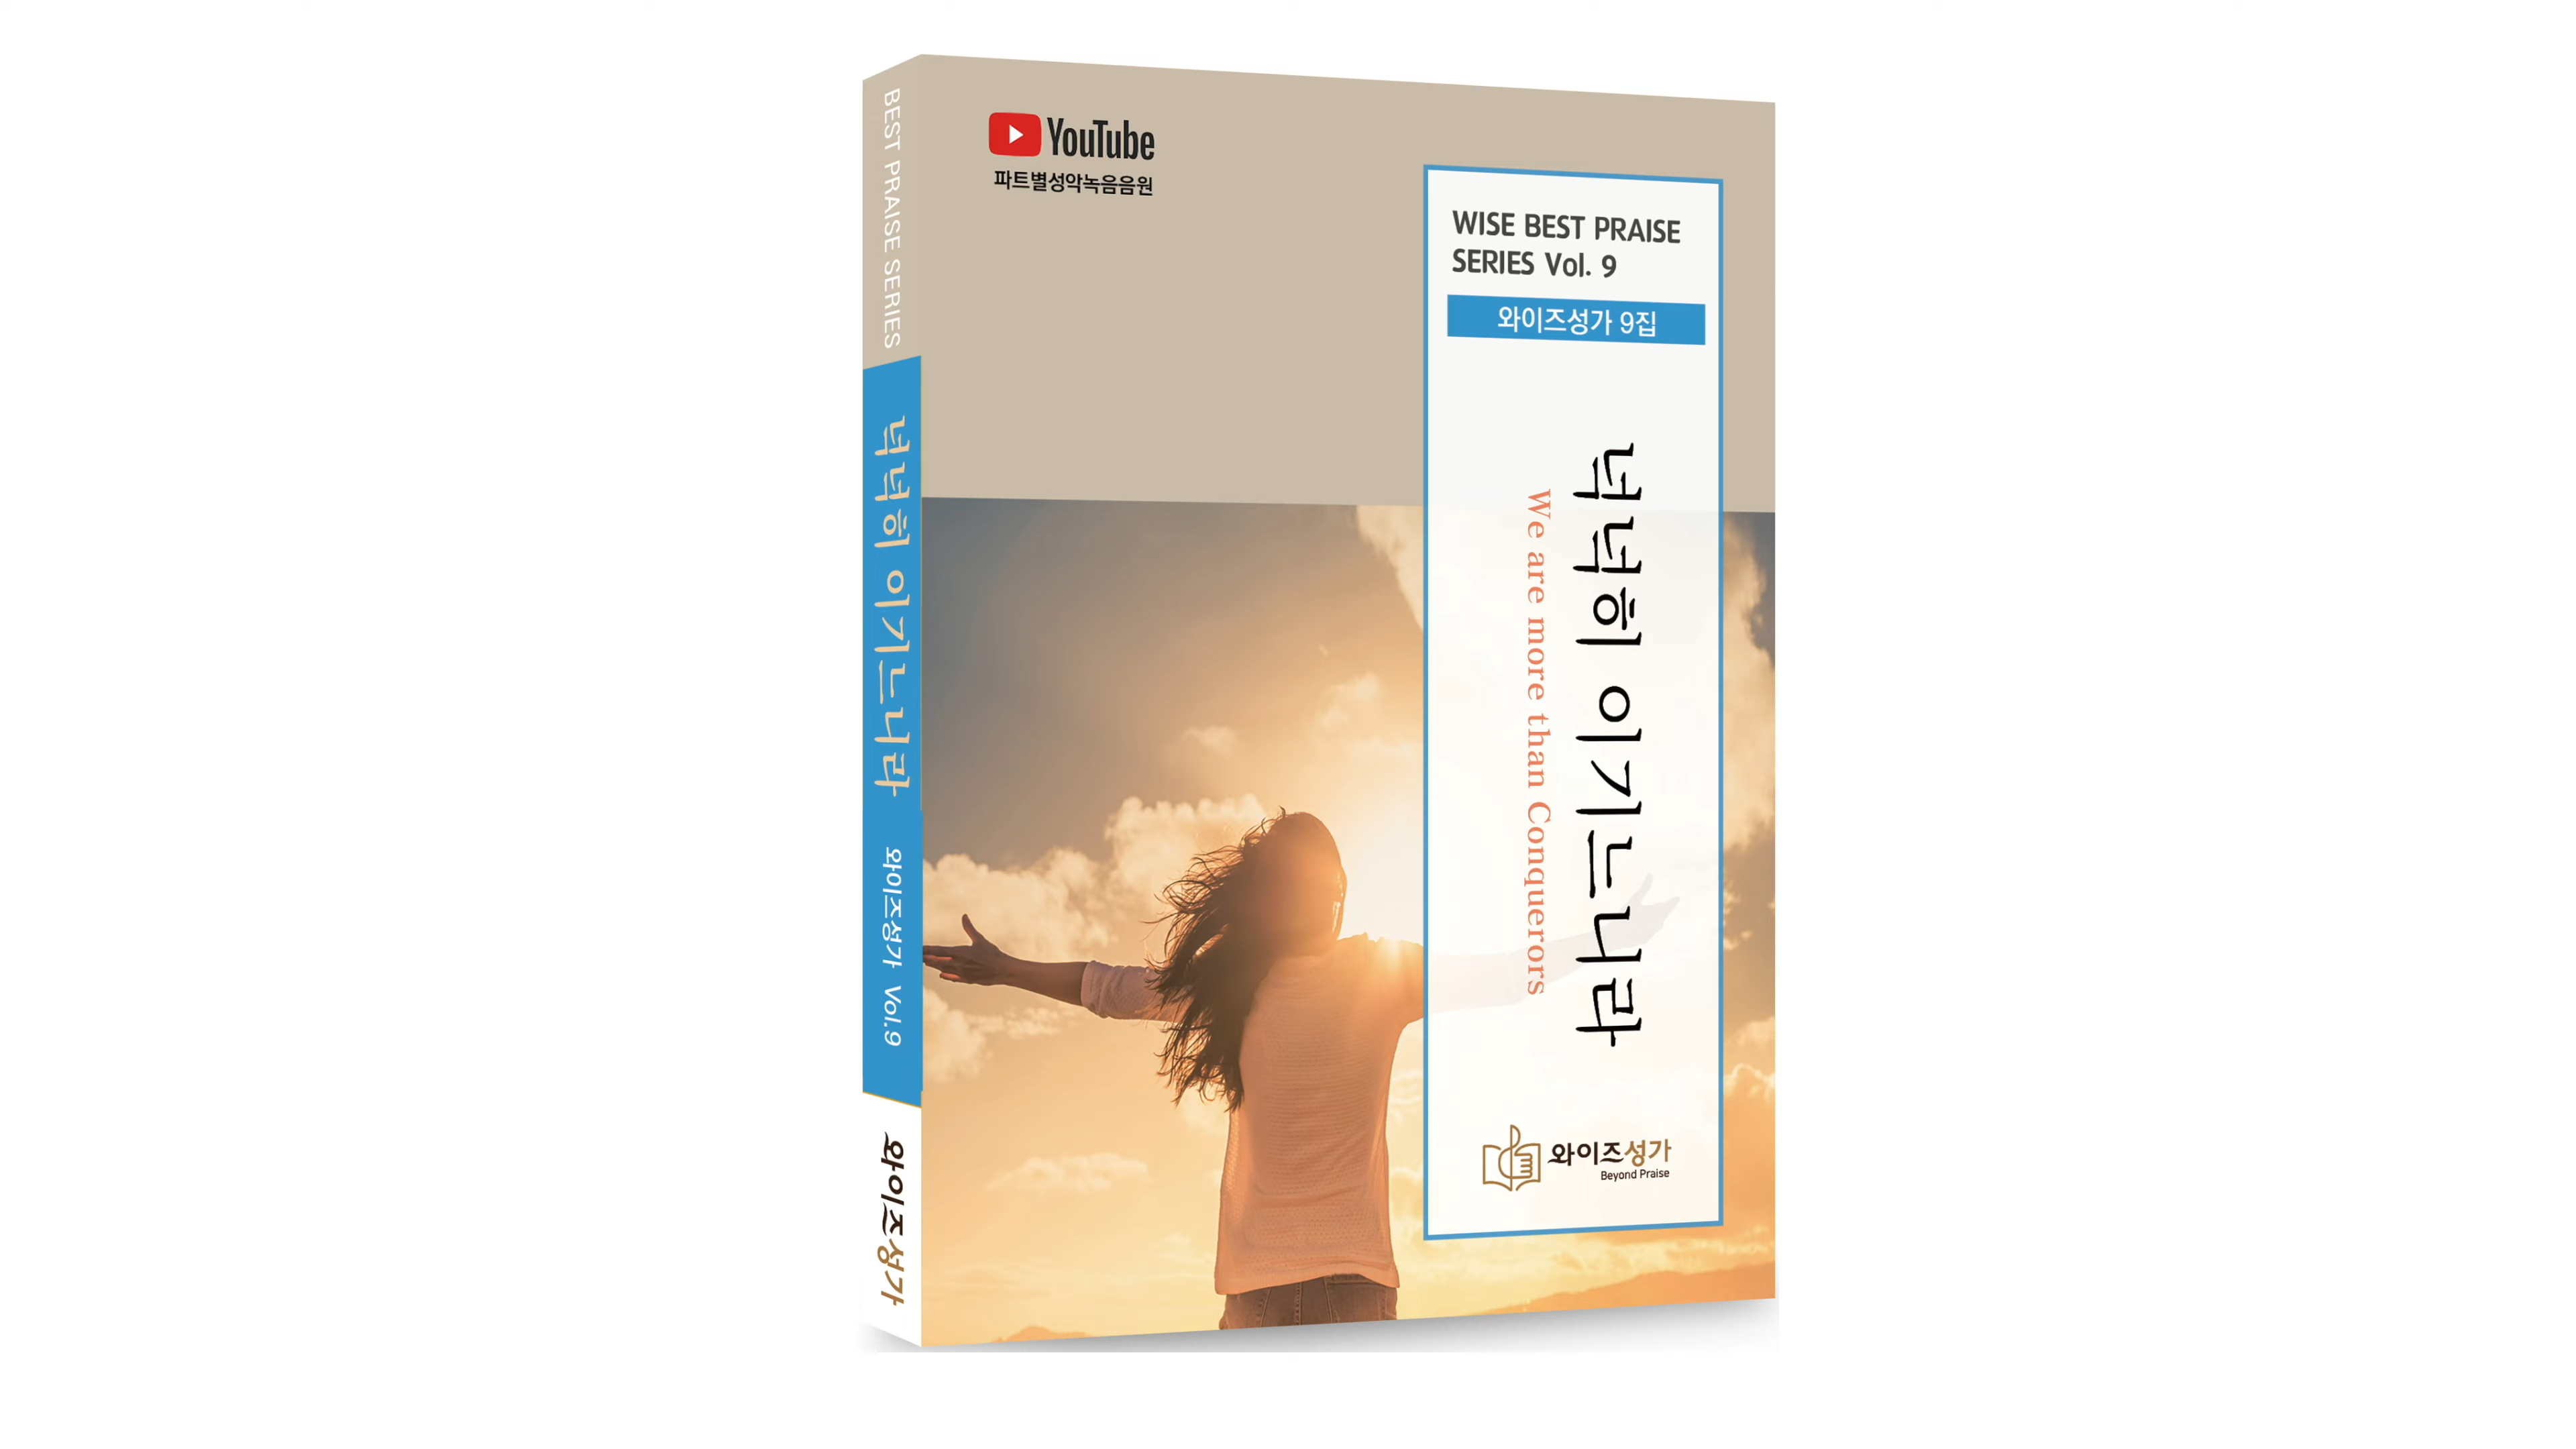 BEST PRAISE SERIES
넉넉히 이기느니라
와이즈성가 Vol.9
와이즈성가
YouTube
파트별성악녹음음원
WISE BEST PRAISE
SERIES Vol. 9
와이즈성가 9집
넉넉히 이기느니라
We are more than Conquerors
와이즈성가
Beyond Praise